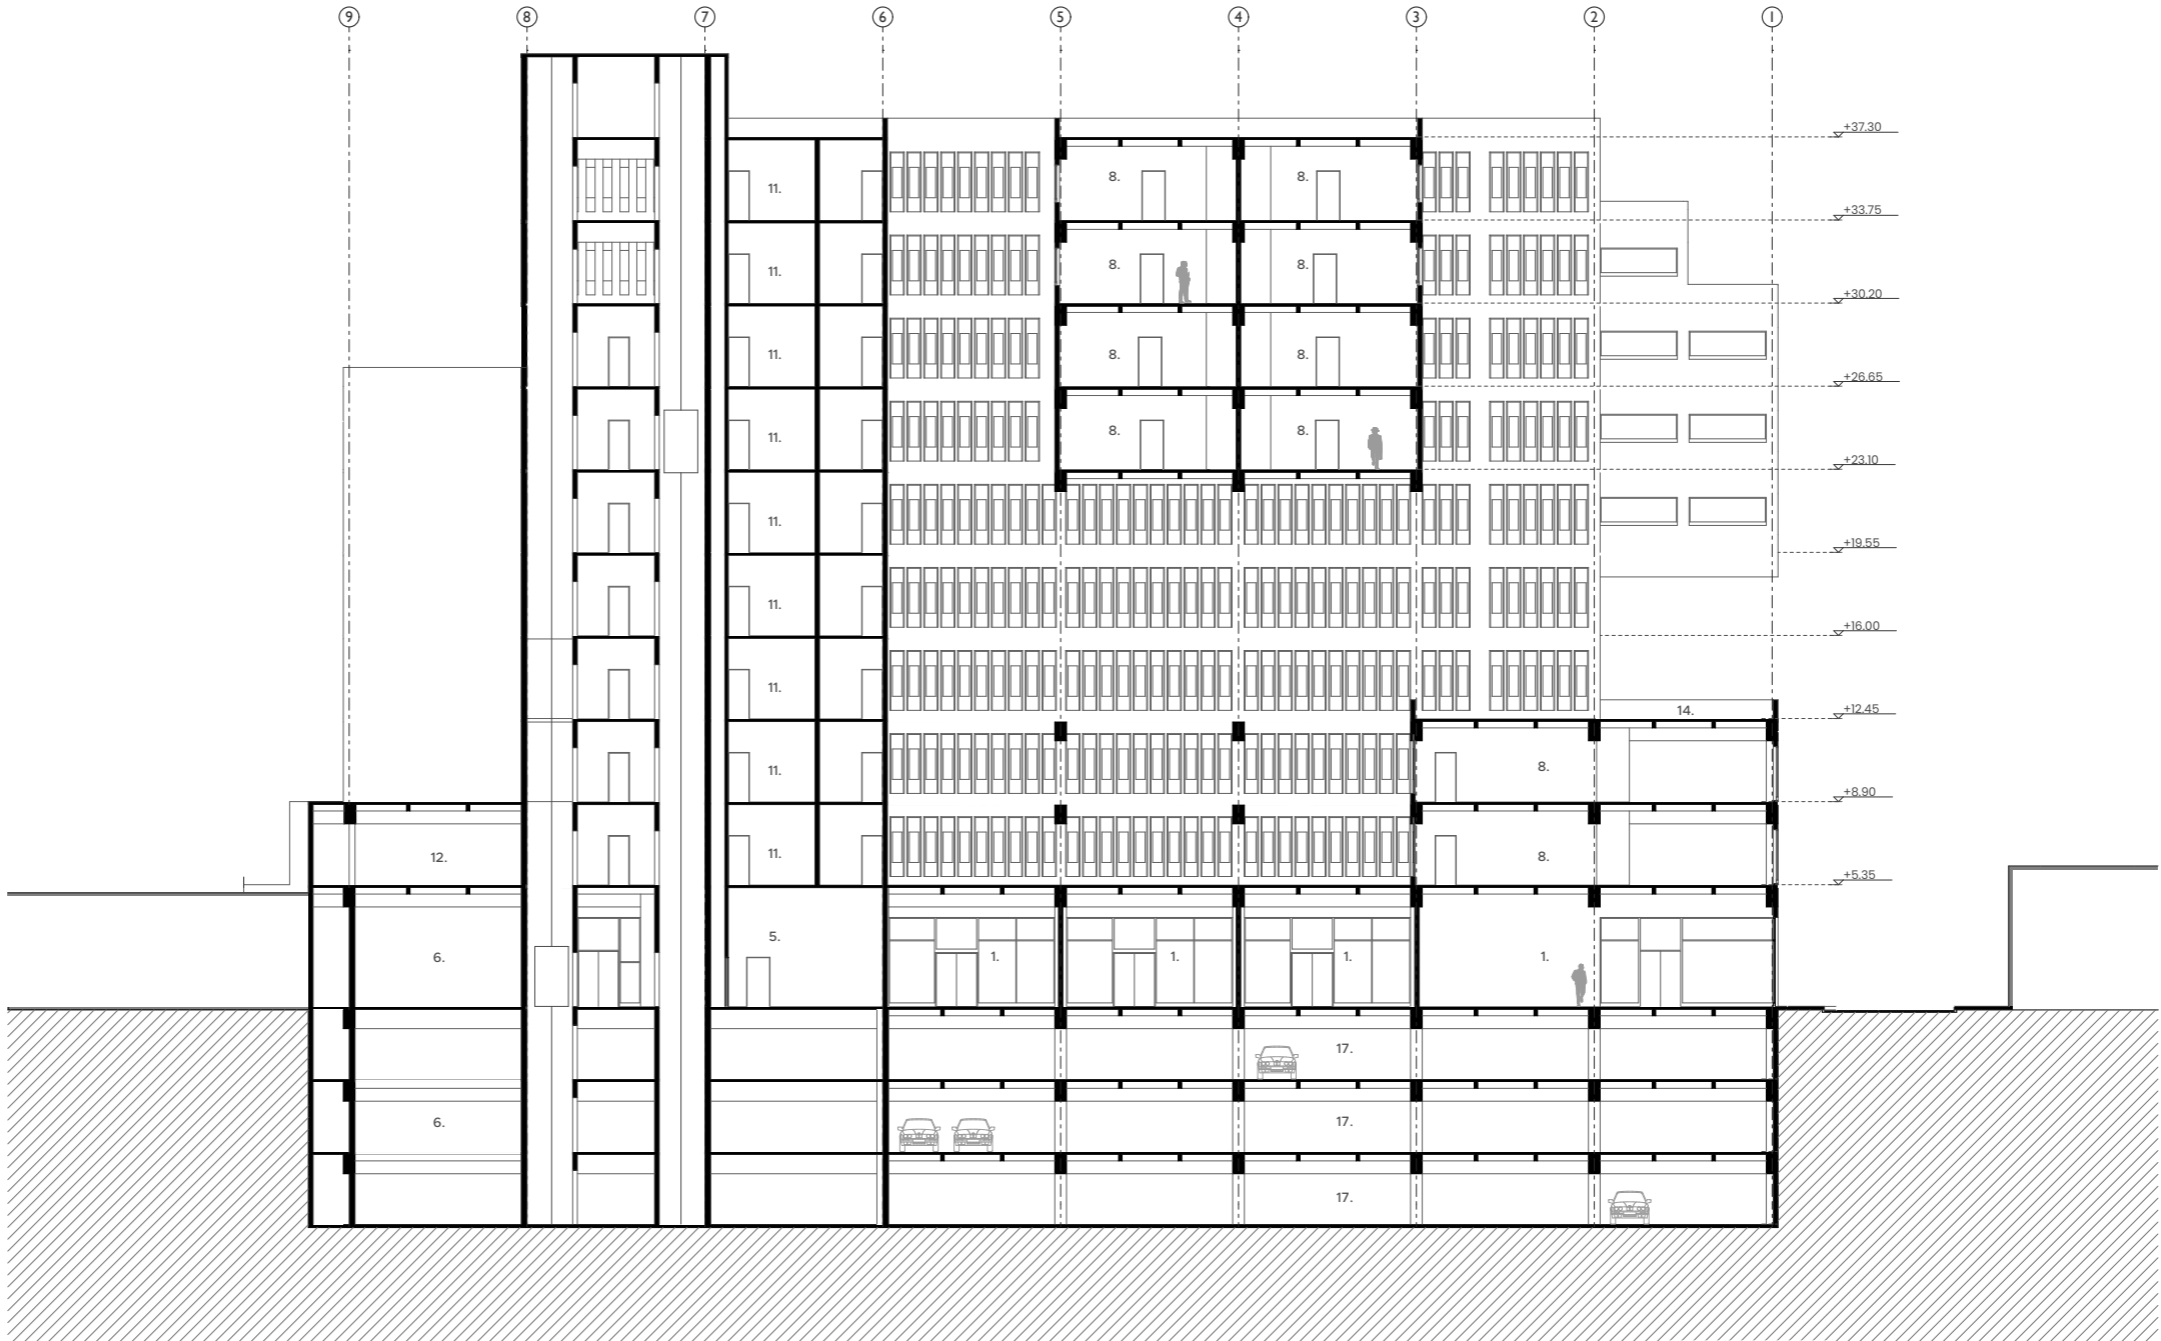 9 8 7 6 5 4 3 2 1
+37.30
11. 8. 8.
+33.75
11. 8. 8.
+30.20
11. 8. 8.
+26.65
11. 8. 8.
+23.10
11.
+19.55
11.
+16.00
11.
14.
+12.45
11. 8.
+8.90
12. 11. 8.
+5.35
6. 5. 1. 1. 1. 1.
17.
6. 17.
17.